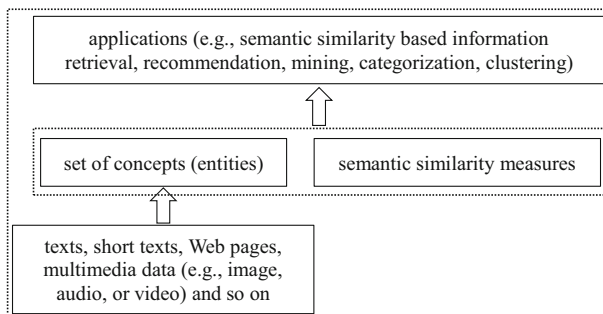 applications (e.g., semantic similarity based information
retrieval, recommendation, mining, categorization, clustering)
set of concepts (entities)
semantic similarity measures
texts, short texts, Web pages,
multimedia data (e.g., image,
audio, or video) and so on